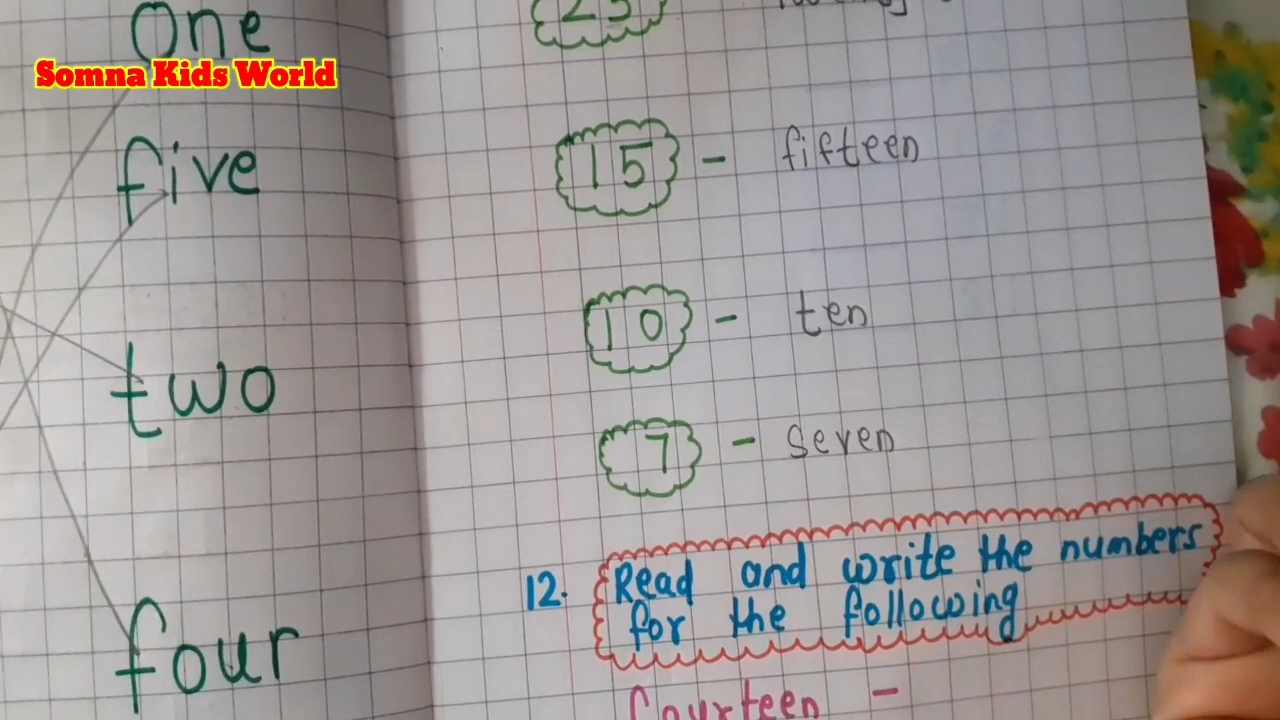 Somna Kids World
One
five
two
four
15 - fifteen
10 - ten
7 - seven
12. Read and write the numbers
for the following
Fourteen -